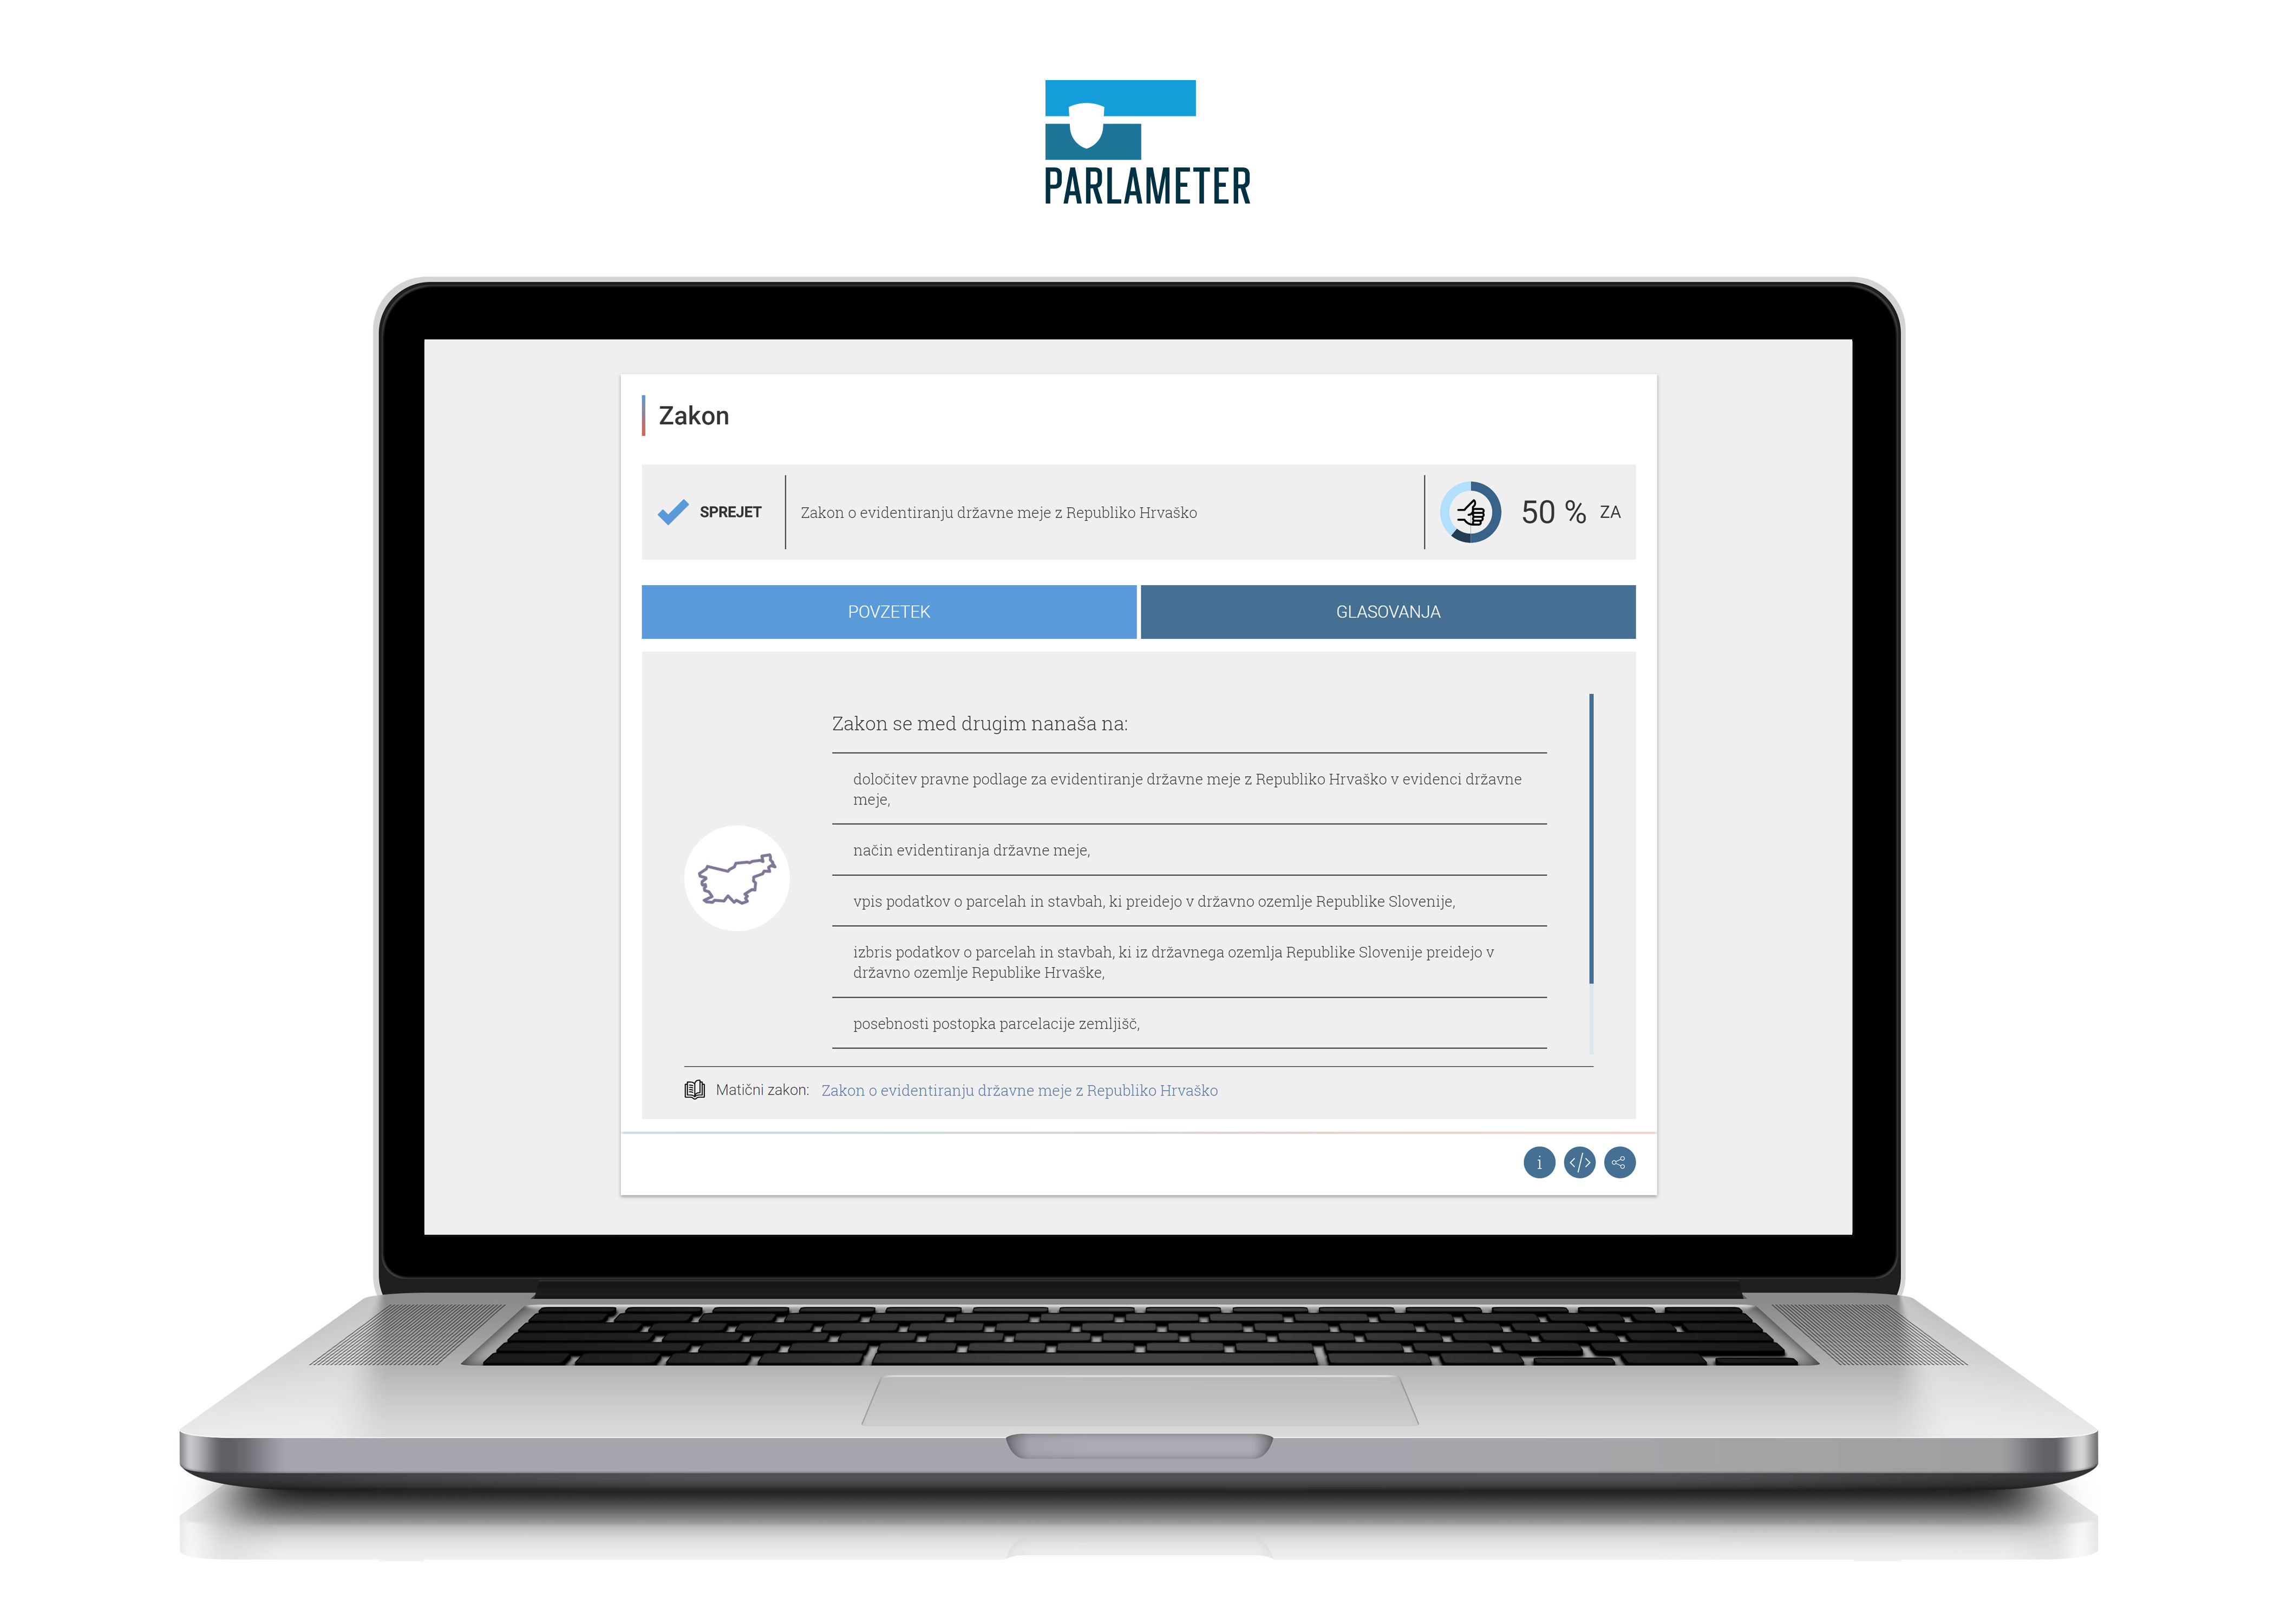 PARLAMETER
Zakon
SPREJET
Zakon o evidentiranju državne meje z Republiko Hrvaško
50 % ZA
POVZETEK
GLASOVANJA
Zakon se med drugim nanaša na:
določitev pravne podlage za evidentiranje državne meje z Republiko Hrvaško v evidenci državne
meje,
način evidentiranja državne meje,
vpis podatkov o parcelah in stavbah, ki preidejo v državno ozemlje Republike Slovenije,
izbris podatkov o parcelah in stavbah, ki iz državnega ozemlja Republike Slovenije preidejo v
državno ozemlje Republike Hrvaške,
posebnosti postopka parcelacije zemljišč,
Matični zakon: Zakon o evidentiranju državne meje z Republiko Hrvaško
i </>